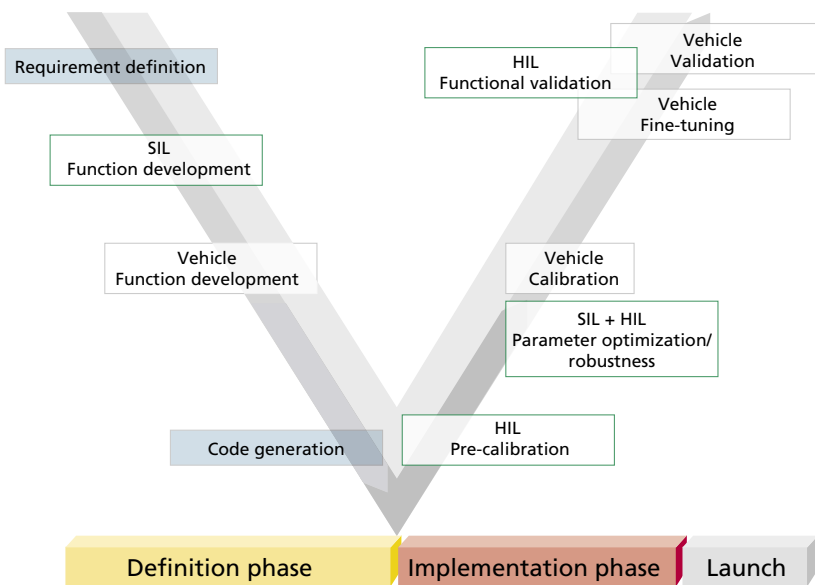 Requirement definition
SIL
Function development
Vehicle
Function development
Code generation
HIL
Functional validation
Vehicle
Validation
Vehicle
Fine-tuning
Vehicle
Calibration
SIL + HIL
Parameter optimization/
robustness
HIL
Pre-calibration
Definition phase
Implementation phase
Launch